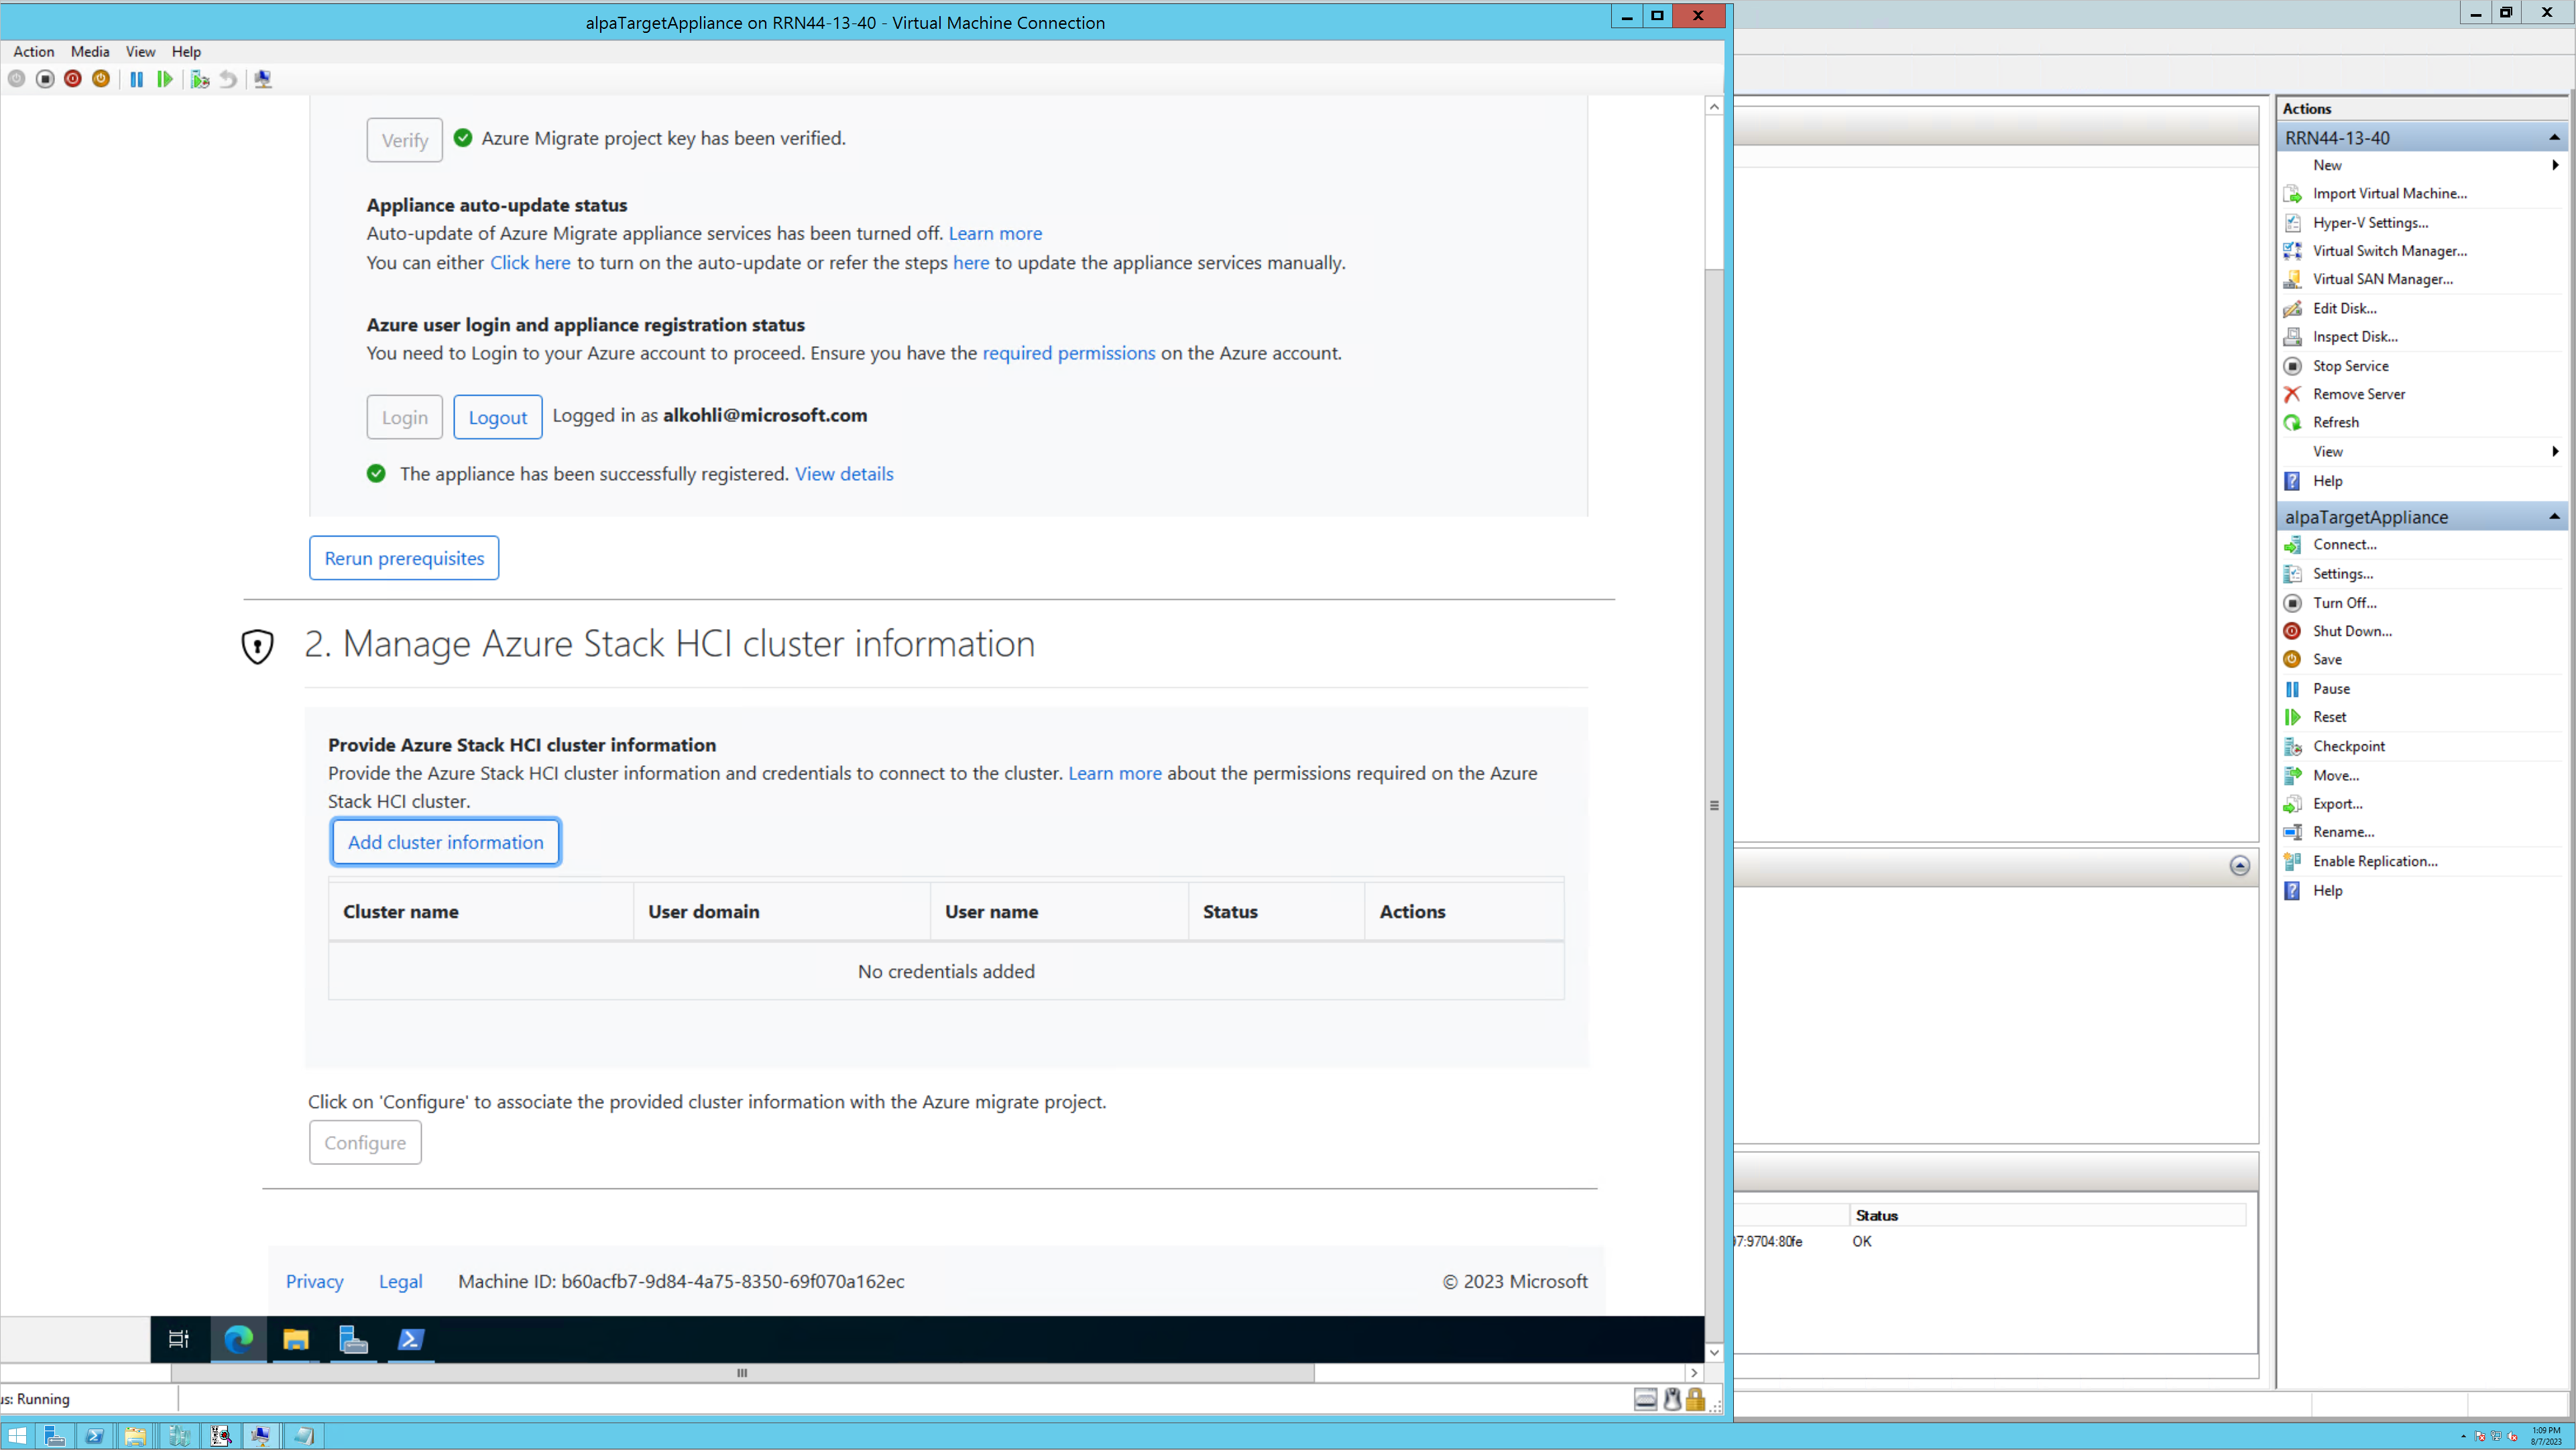 alpaTargetAppliance on RRN44-13-40 - Virtual Machine Connection
Action Media View Help
Verify Azure Migrate project key has been verified.
Appliance auto-update status
Auto-update of Azure Migrate appliance services has been turned off. Learn more
You can either Click here to turn on the auto-update or refer the steps here to update the appliance services manually.
Azure user login and appliance registration status
You need to Login to your Azure account to proceed. Ensure you have the required permissions on the Azure account.
Login Logout Logged in as alkohli@microsoft.com
The appliance has been successfully registered. View details
Rerun prerequisites
2. Manage Azure Stack HCI cluster information
Provide Azure Stack HCI cluster information
Provide the Azure Stack HCI cluster information and credentials to connect to the cluster. Learn more about the permissions required on the Azure
Stack HCI cluster.
Add cluster information
Cluster name User domain User name Status Actions
No credentials added
Click on 'Configure' to associate the provided cluster information with the Azure migrate project.
Configure
Privacy Legal Machine ID: b60acfb7-9d84-4a75-8350-69f070a162ec © 2023 Microsoft
us: Running
Status
97:9704:80fe OK
Actions
RRN44-13-40
New
Import Virtual Machine...
Hyper-V Settings...
Virtual Switch Manager...
Virtual SAN Manager...
Edit Disk...
Inspect Disk...
Stop Service
Remove Server
Refresh
View
Help
alpaTargetAppliance
Connect...
Settings...
Turn Off...
Shut Down...
Save
Pause
Reset
Checkpoint
Move...
Export...
Rename...
Enable Replication...
Help
1:09 PM
8/7/2023